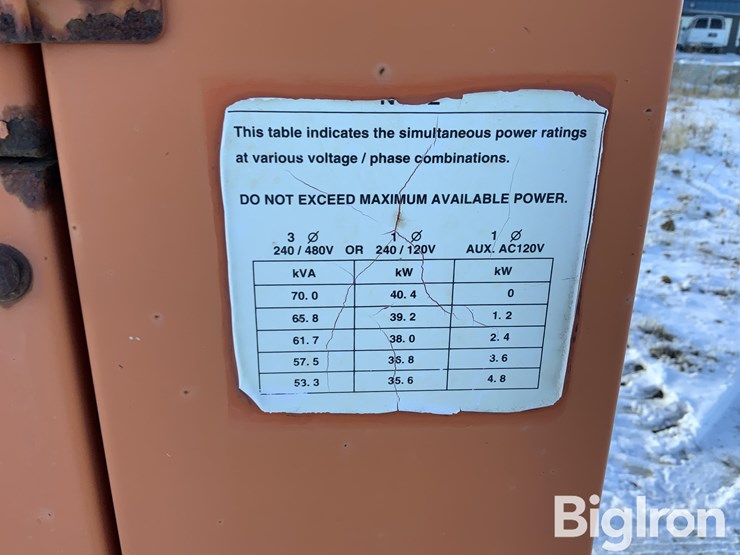 This table indicates the simultaneous power ratings
at various voltage / phase combinations.
DO NOT EXCEED MAXIMUM AVAILABLE POWER.
3 Ø 1 Ø 1 Ø
240 / 480V OR 240 / 120V AUX. AC120V
kVA kW kW
70. 0 40. 4 0
65. 8 39. 2 1. 2
61. 7 38. 0 2. 4
57. 5 36. 8 3. 6
53. 3 35. 6 4. 8
BigIron